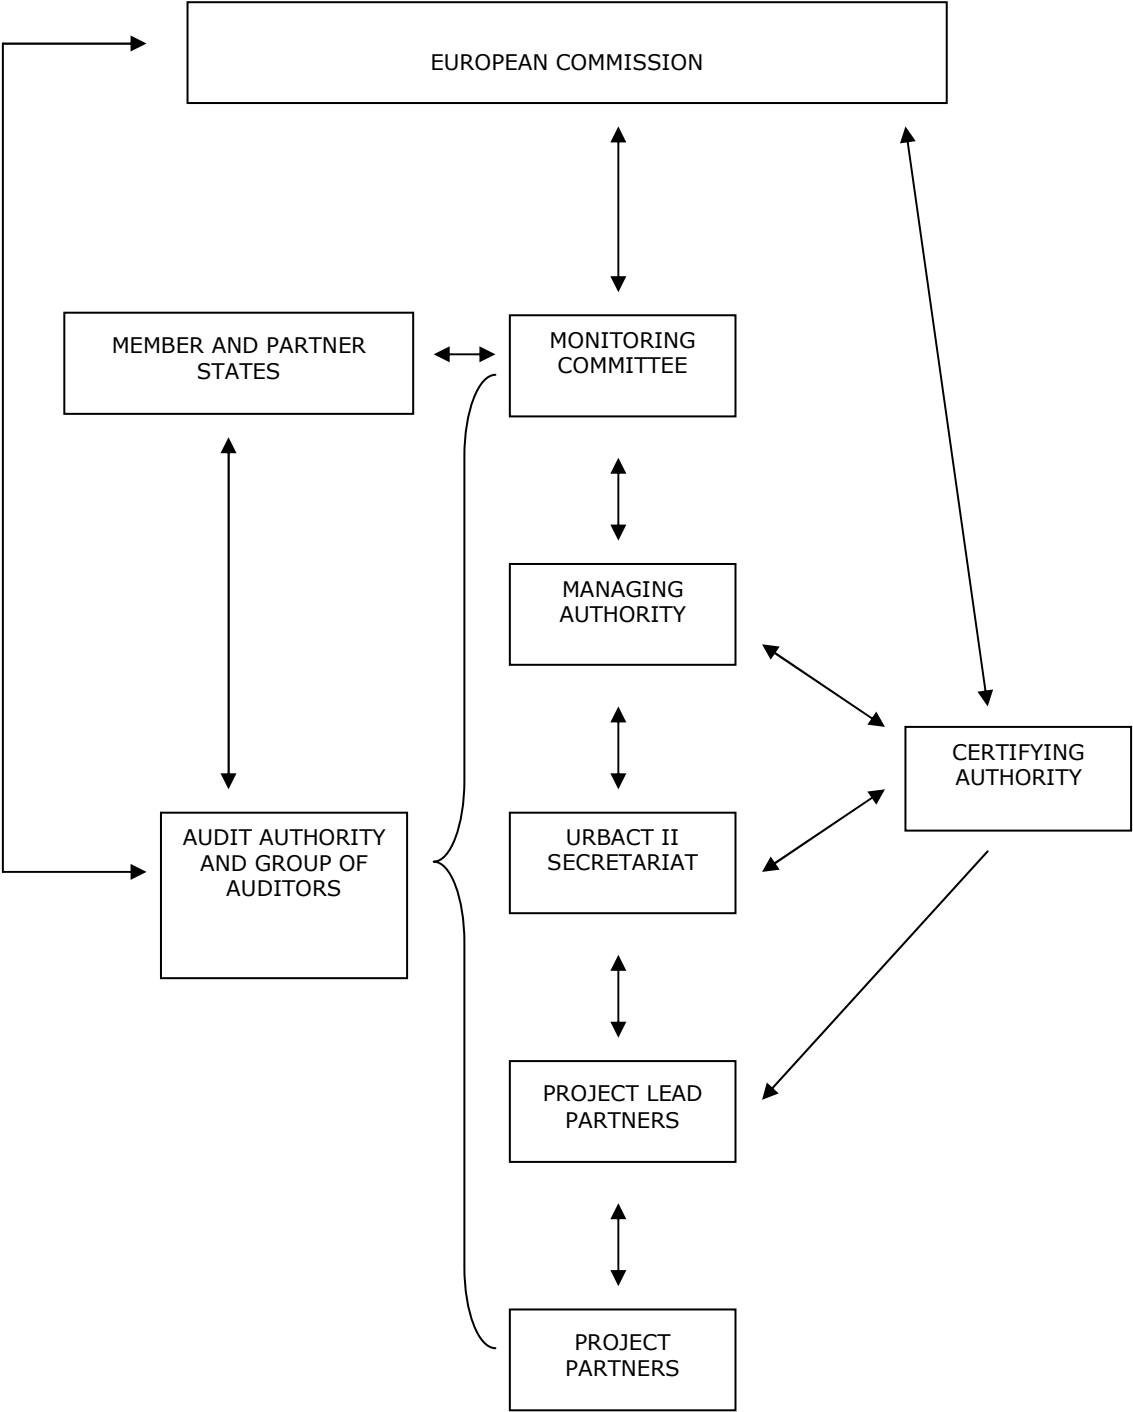 EUROPEAN COMMISSION
MEMBER AND PARTNER
STATES
MONITORING
COMMITTEE
MANAGING
AUTHORITY
CERTIFYING
AUTHORITY
AUDIT AUTHORITY
AND GROUP OF
AUDITORS
URBACT II
SECRETARIAT
PROJECT LEAD
PARTNERS
PROJECT
PARTNERS